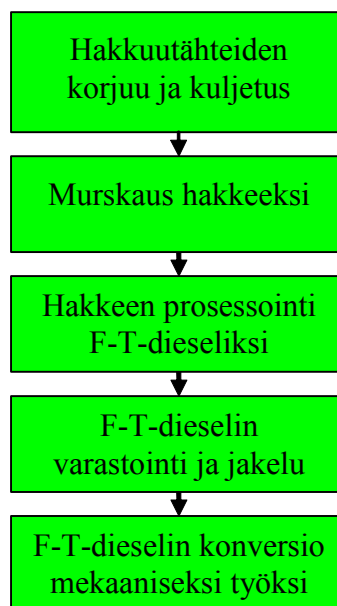 Hakkuutähteiden
korjuu ja kuljetus
Murskaus hakkeeksi
Hakkeen prosessointi
F-T-dieseliksi
F-T-dieselin
varastointi ja jakelu
F-T-dieselin konversio
mekaaniseksi työksi